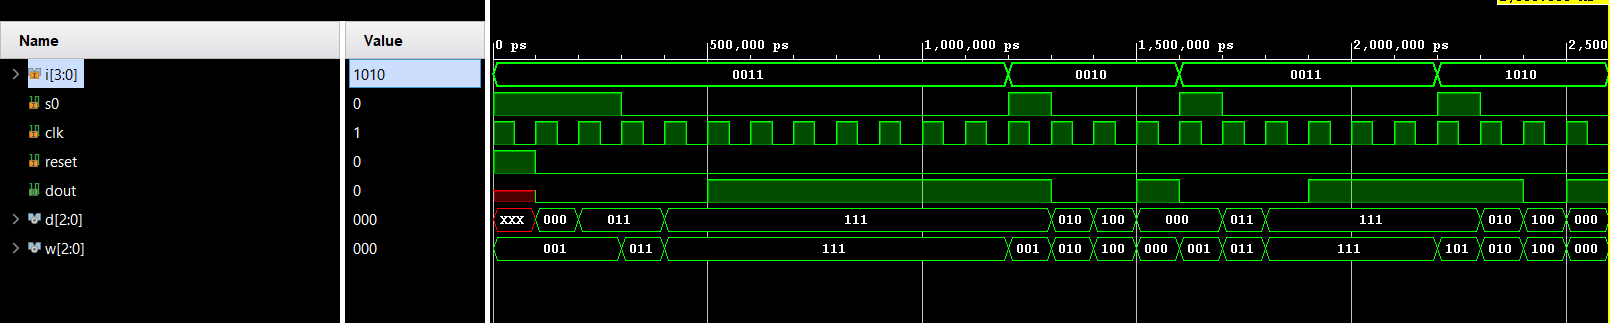 Name Value
0 ps 500,000 ps 1,000,000 ps 1,500,000 ps 2,000,000 ps 2,500
i[3:0] 1010 0011 0010 0011 1010
s0 0
clk 1
reset 0
dout 0
d[2:0] 000 XXX 000 011 111 010 100 000 011 111 010 100 000
w[2:0] 000 001 011 111 001 010 100 000 001 011 111 101 010 100 000